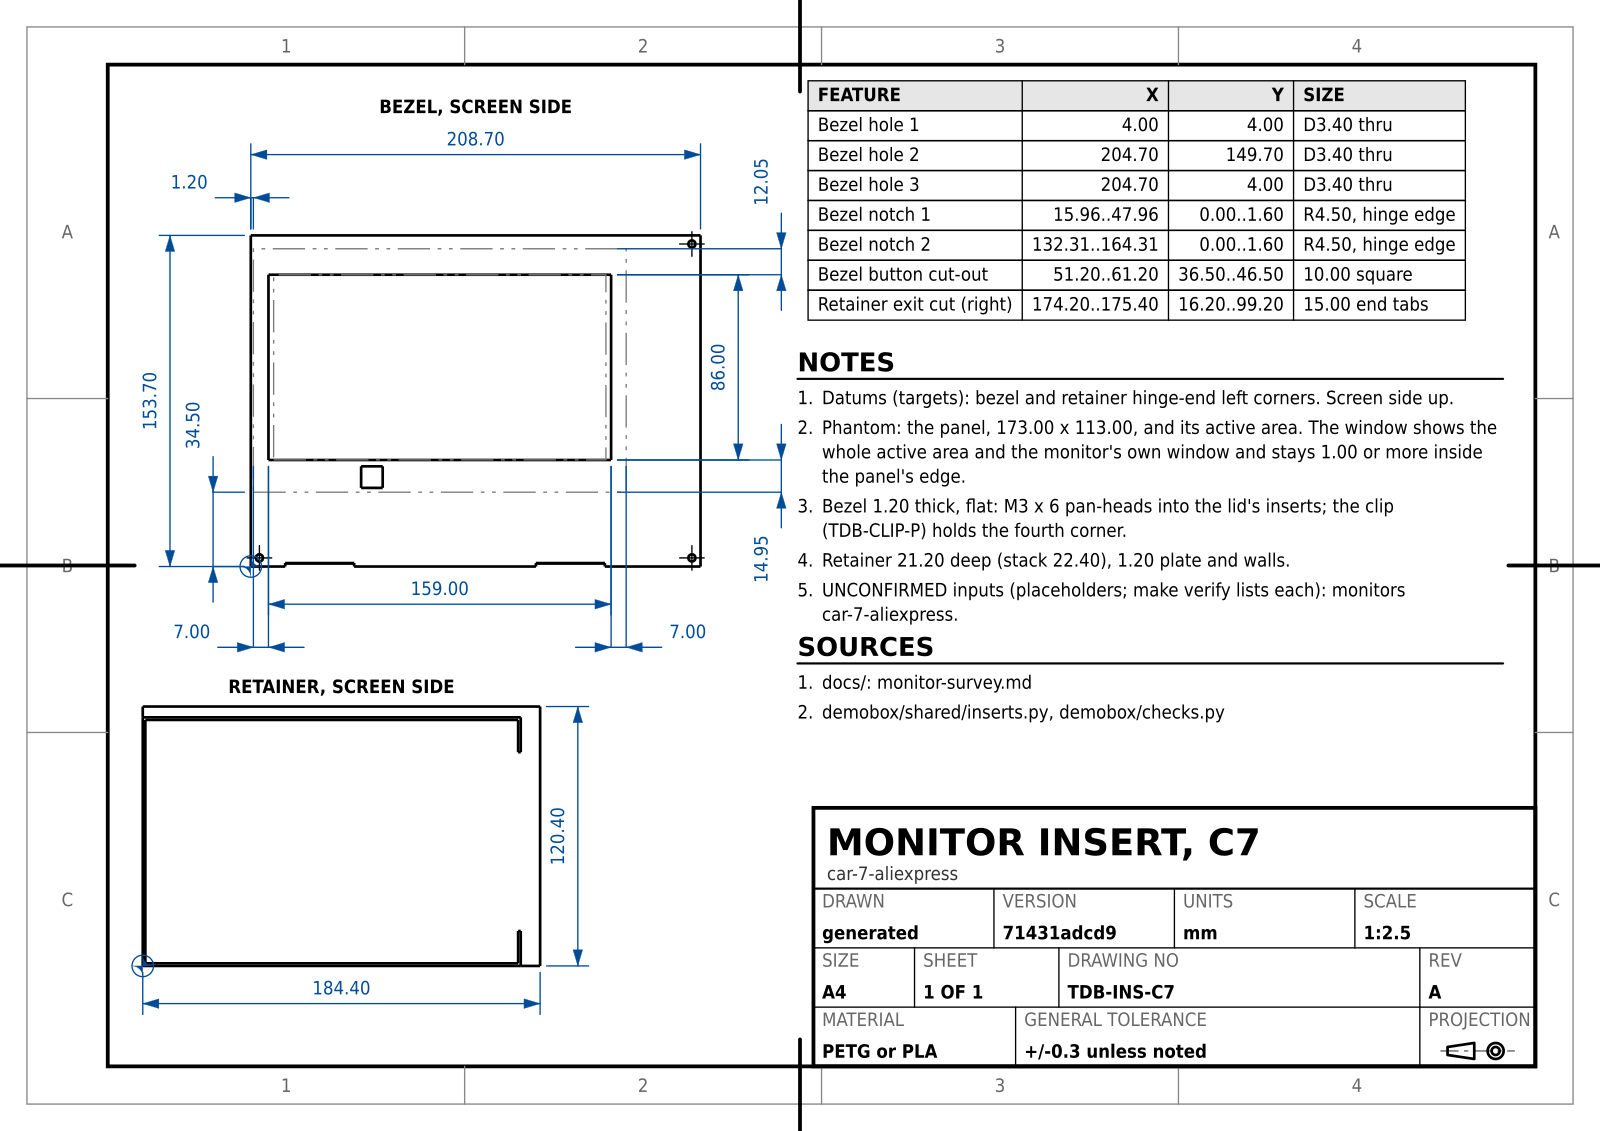 1 2 3 4
A A
B B
C C
BEZEL, SCREEN SIDE
208.70
1.20
12.05
153.70
34.50
86.00
14.95
159.00
7.00 7.00
RETAINER, SCREEN SIDE
120.40
184.40
FEATURE X Y SIZE
Bezel hole 1 4.00 4.00 D3.40 thru
Bezel hole 2 204.70 149.70 D3.40 thru
Bezel hole 3 204.70 4.00 D3.40 thru
Bezel notch 1 15.96..47.96 0.00..1.60 R4.50, hinge edge
Bezel notch 2 132.31..164.31 0.00..1.60 R4.50, hinge edge
Bezel button cut-out 51.20..61.20 36.50..46.50 10.00 square
Retainer exit cut (right) 174.20..175.40 16.20..99.20 15.00 end tabs
NOTES
1. Datums (targets): bezel and retainer hinge-end left corners. Screen side up.
2. Phantom: the panel, 173.00 x 113.00, and its active area. The window shows the
whole active area and the monitor's own window and stays 1.00 or more inside
the panel's edge.
3. Bezel 1.20 thick, flat: M3 x 6 pan-heads into the lid's inserts; the clip
(TDB-CLIP-P) holds the fourth corner.
4. Retainer 21.20 deep (stack 22.40), 1.20 plate and walls.
5. UNCONFIRMED inputs (placeholders; make verify lists each): monitors
car-7-aliexpress.
SOURCES
1. docs/: monitor-survey.md
2. demobox/shared/inserts.py, demobox/checks.py
MONITOR INSERT, C7
car-7-aliexpress
DRAWN VERSION UNITS SCALE
generated 71431adcd9 mm 1:2.5
SIZE SHEET DRAWING NO REV
A4 1 OF 1 TDB-INS-C7 A
MATERIAL GENERAL TOLERANCE PROJECTION
PETG or PLA +/-0.3 unless noted
1 2 3 4